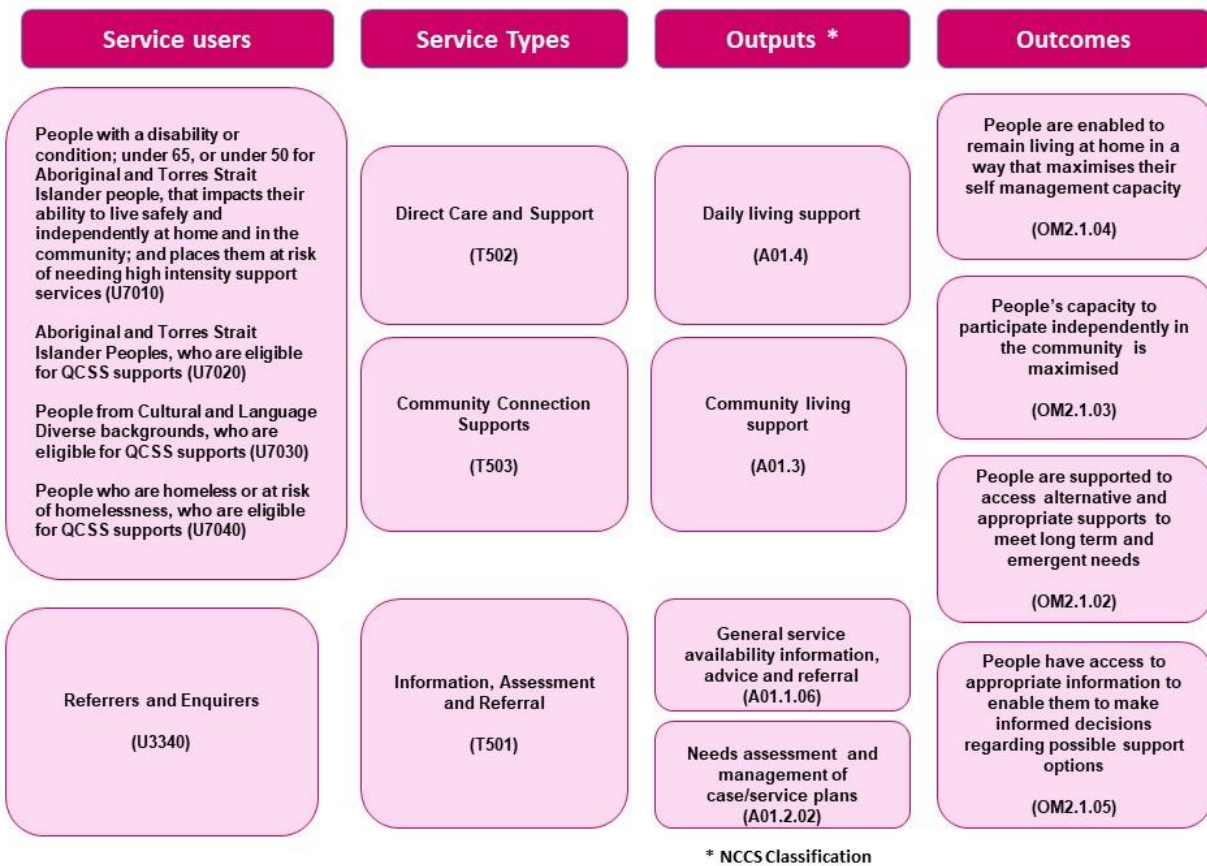 Service users
Service Types
Outputs *
Outcomes
People with a disability or
condition; under 65, or under 50 for
Aboriginal and Torres Strait
Islander people, that impacts their
ability to live safely and
independently at home and in the
community; and places them at risk
of needing high intensity support
services (U7010)
Aboriginal and Torres Strait
Islander Peoples, who are eligible
for QCSS supports (U7020)
People from Cultural and Language
Diverse backgrounds, who are
eligible for QCSS supports (U7030)
People who are homeless or at risk
of homelessness, who are eligible
for QCSS supports (U7040)
Referrers and Enquirers
(U3340)
Direct Care and Support
(T502)
Community Connection
Supports
(T503)
Information, Assessment
and Referral
(T501)
Daily living support
(A01.4)
Community living
support
(A01.3)
General service
availability information,
advice and referral
(A01.1.06)
Needs assessment and
management of
case/service plans
(A01.2.02)
People are enabled to
remain living at home in a
way that maximises their
self management capacity
(OM2.1.04)
People's capacity to
participate independently in
the community is
maximised
(OM2.1.03)
People are supported to
access alternative and
appropriate supports to
meet long term and
emergent needs
(OM2.1.02)
People have access to
appropriate information to
enable them to make
informed decisions
regarding possible support
options
(OM2.1.05)
* NCCS Classification